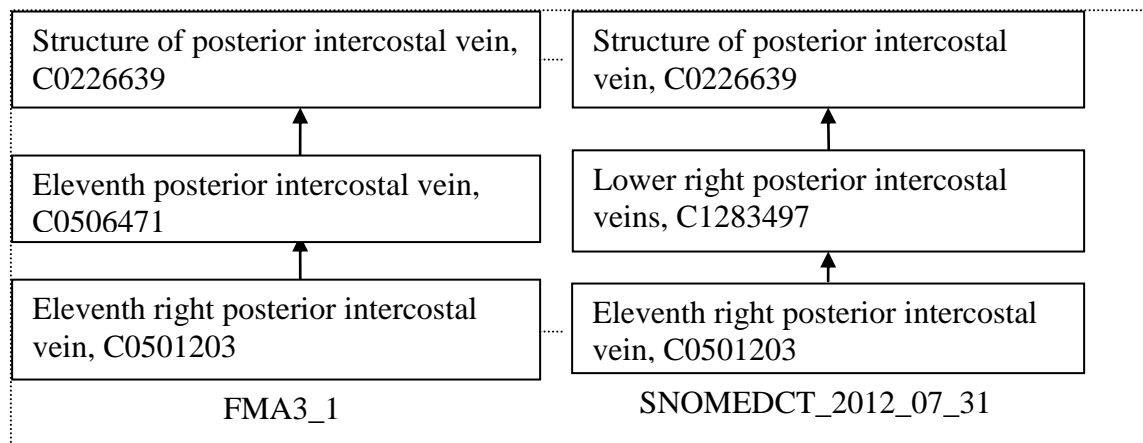 Structure of posterior intercostal vein,
C0226639
Structure of posterior intercostal
vein, C0226639
Eleventh posterior intercostal vein,
C0506471
Lower right posterior intercostal
veins, C1283497
Eleventh right posterior intercostal
vein, C0501203
Eleventh right posterior intercostal
vein, C0501203
FMA3_1
SNOMEDCT_2012_07_31